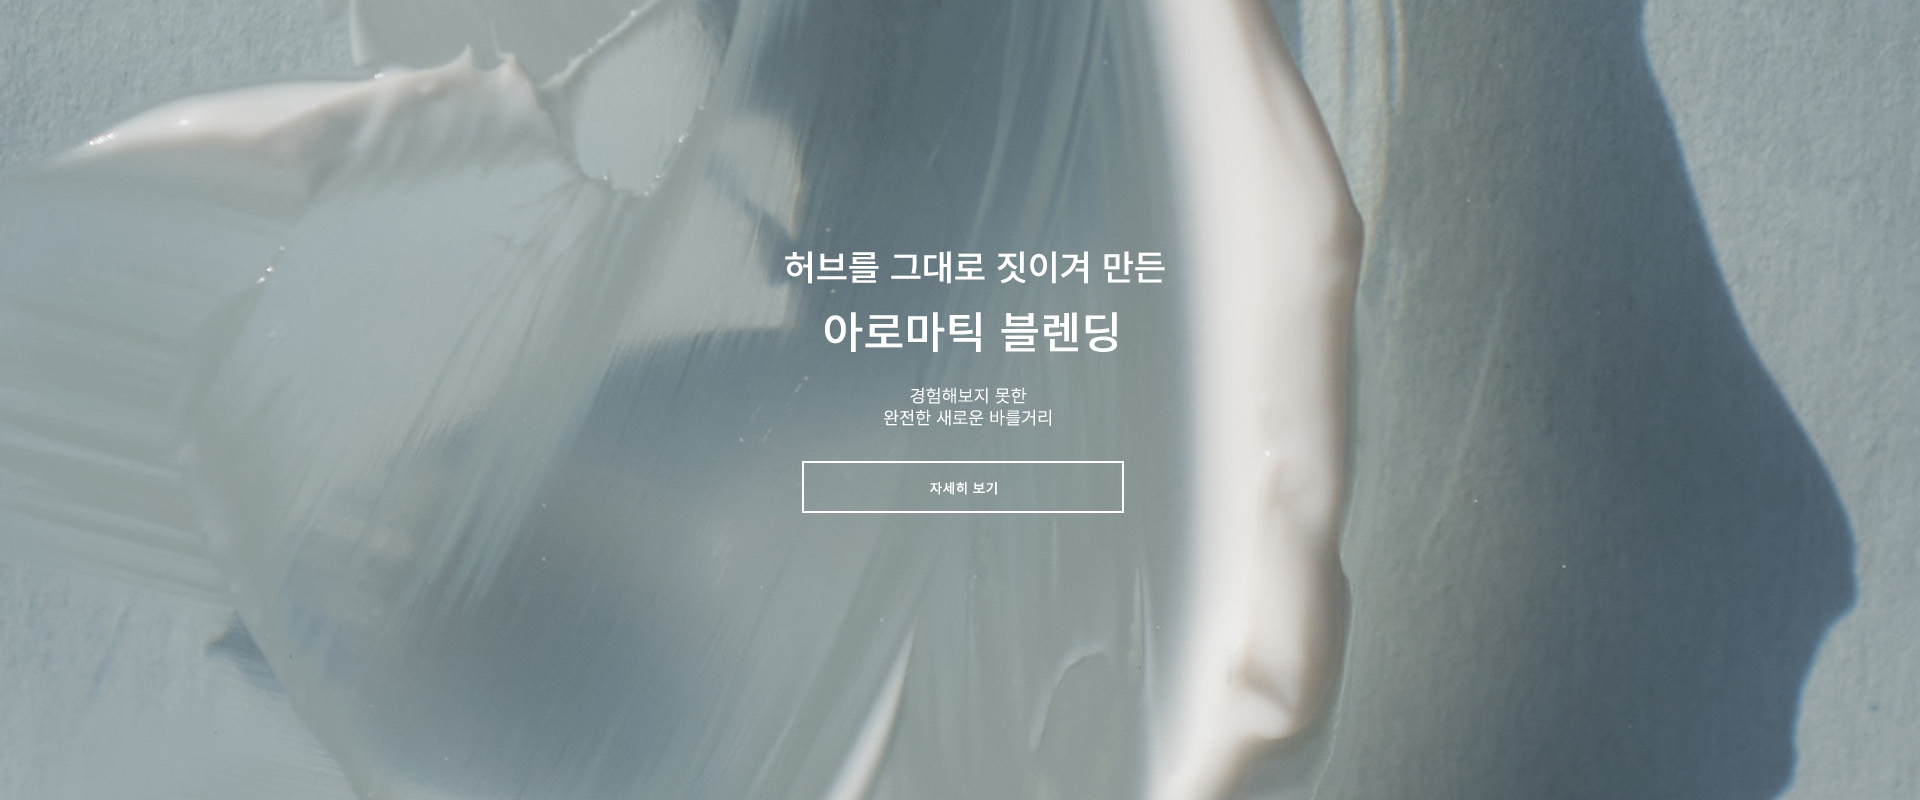 허브를 그대로 짓이겨 만든
아로마틱 블렌딩
경험해보지 못한
완전한 새로운 바를거리
자세히 보기